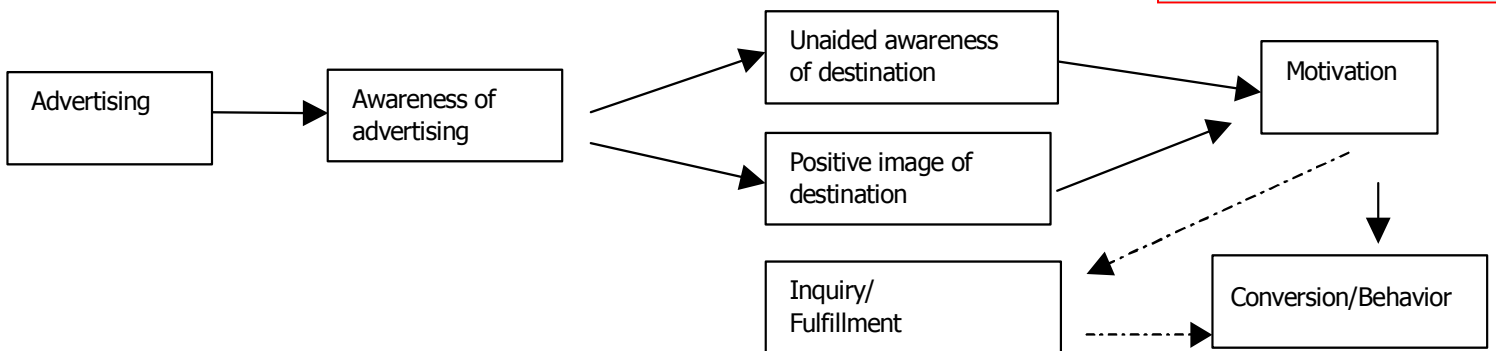 Advertising
Awareness of
advertising
Unaided awareness
of destination
Positive image of
destination
Motivation
Inquiry/
Fulfillment
Conversion/Behavior